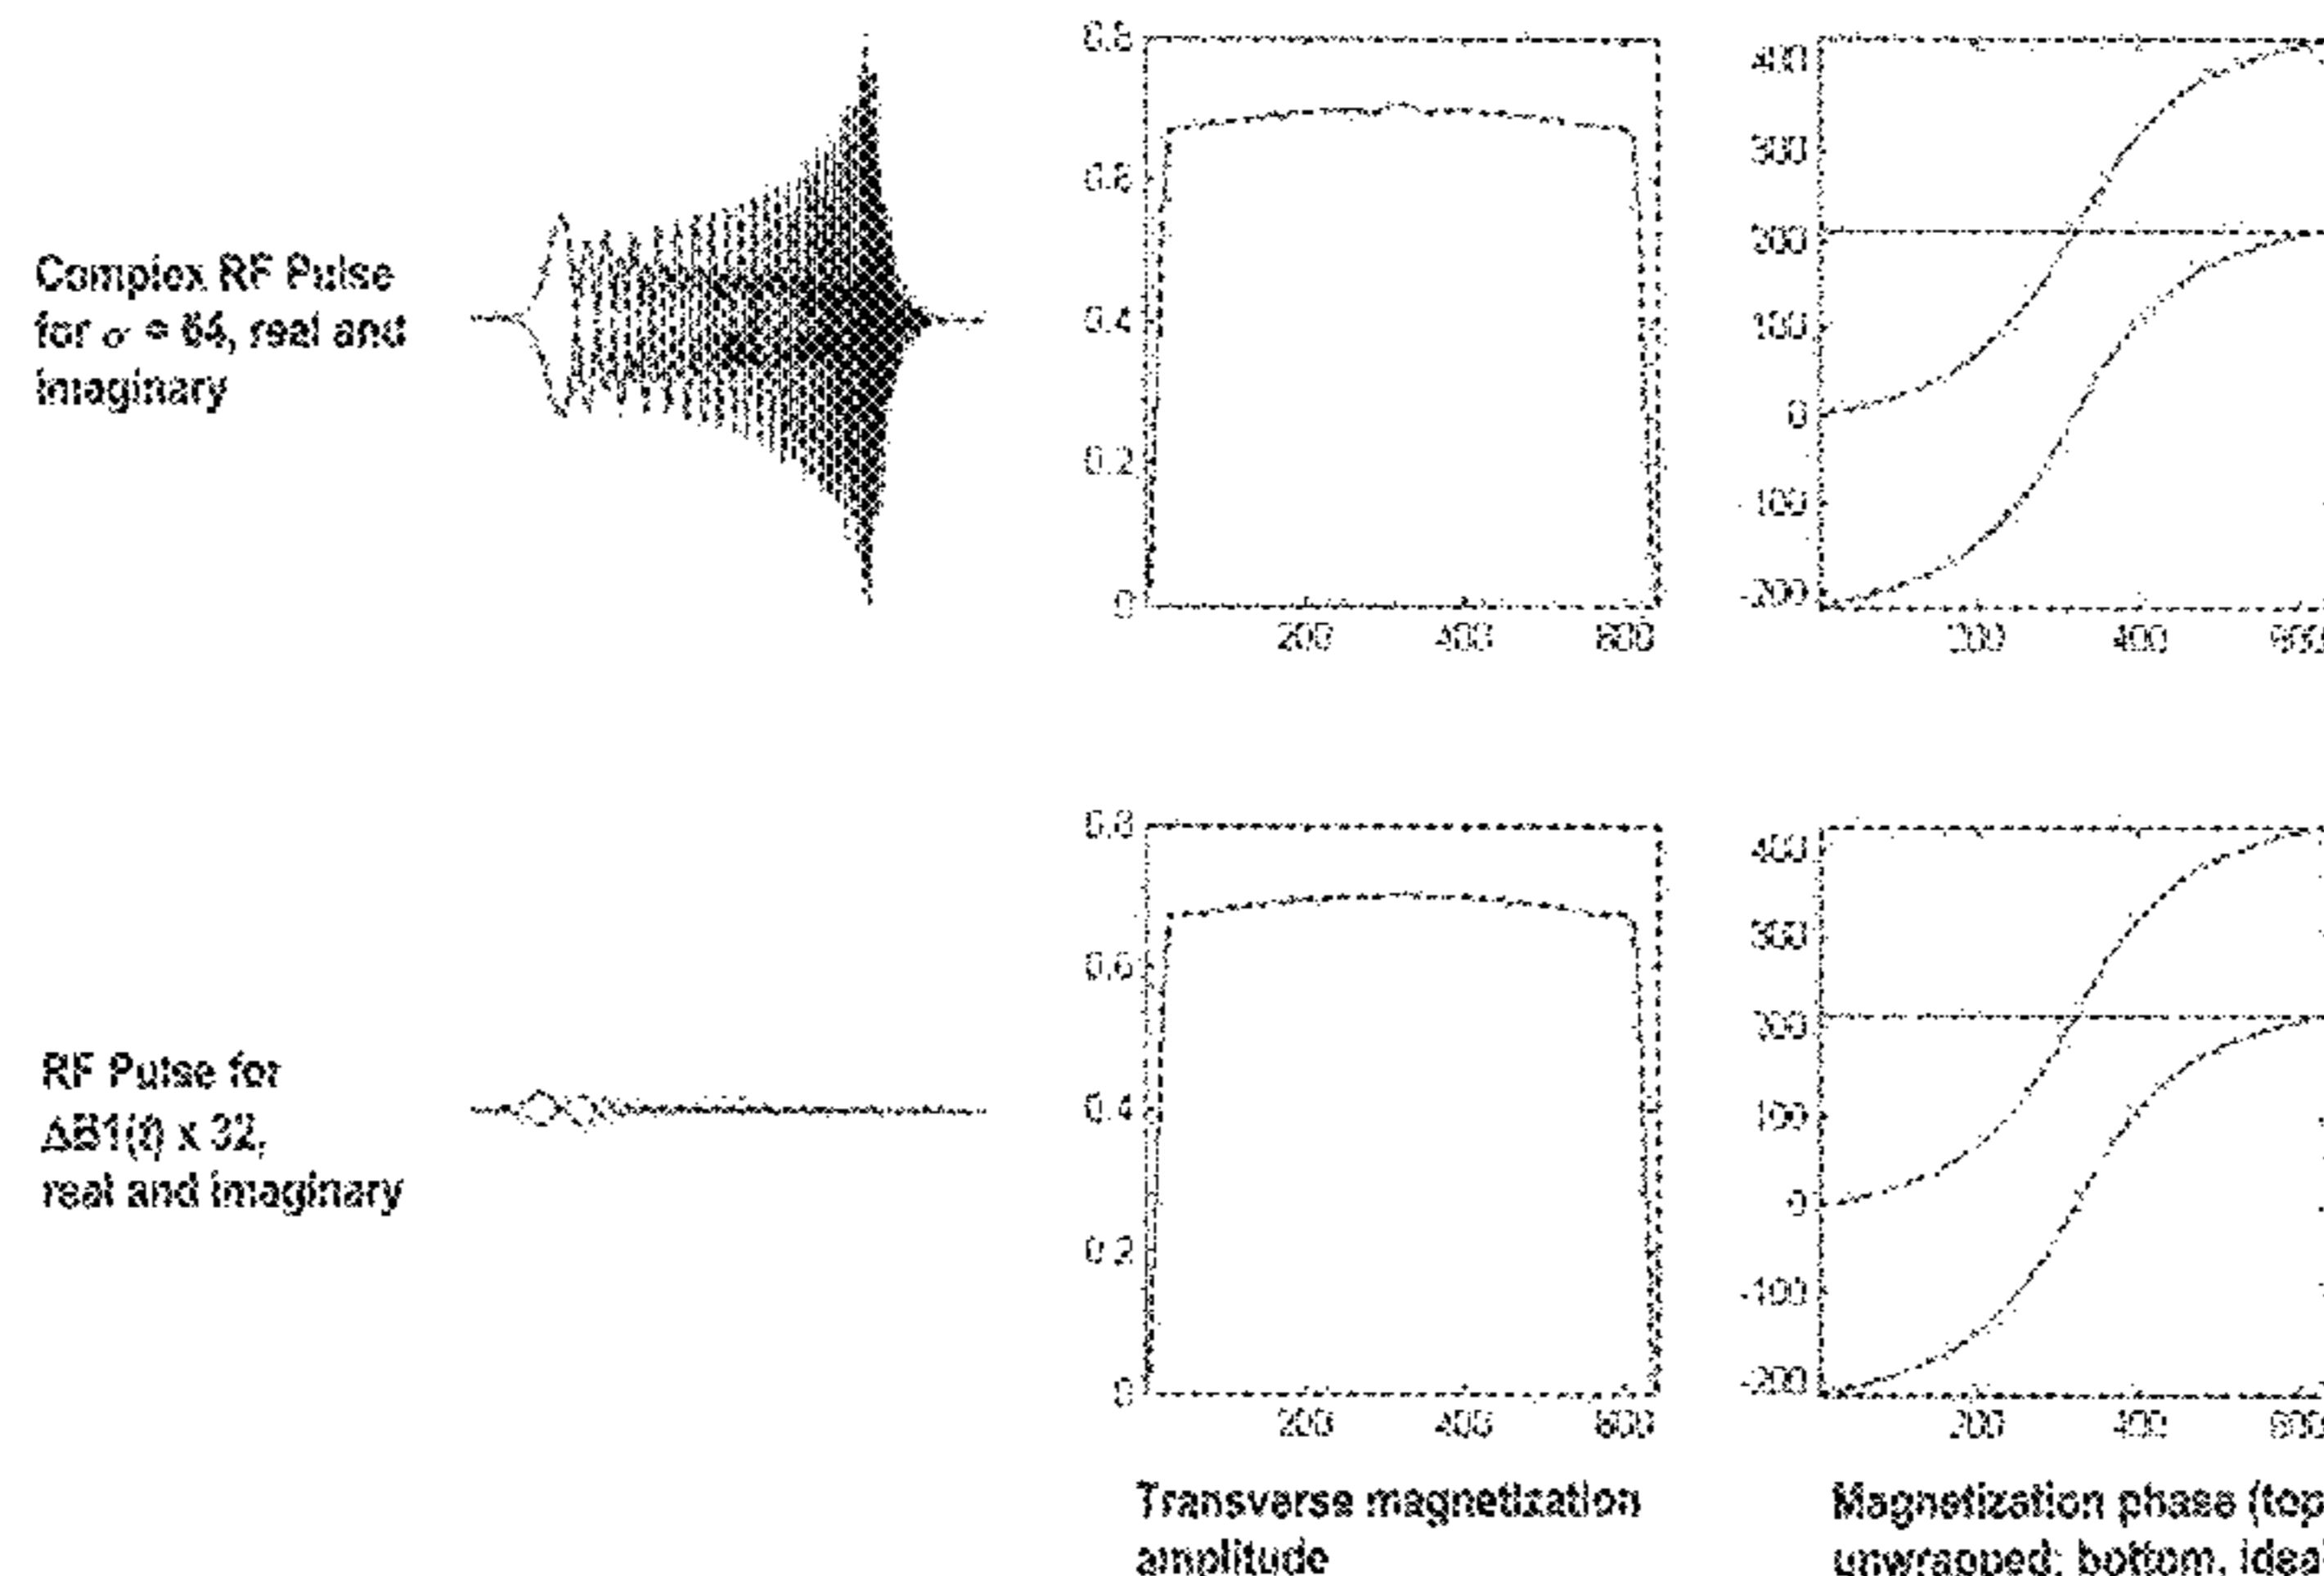 Complex RF Pulse
for σ = 64, real and
imaginary
0.8
0.6
0.4
0.2
0
200 400 600
400
300
200
100
0
-100
-200
200 400 600
RF Pulse for
ΔB1(t) x 32,
real and imaginary
0.8
0.6
0.4
0.2
0
200 400 600
400
300
200
100
0
-100
-200
200 400 600
Transverse magnetization
amplitude
Magnetization phase (top,
unwrapped; bottom, ideal